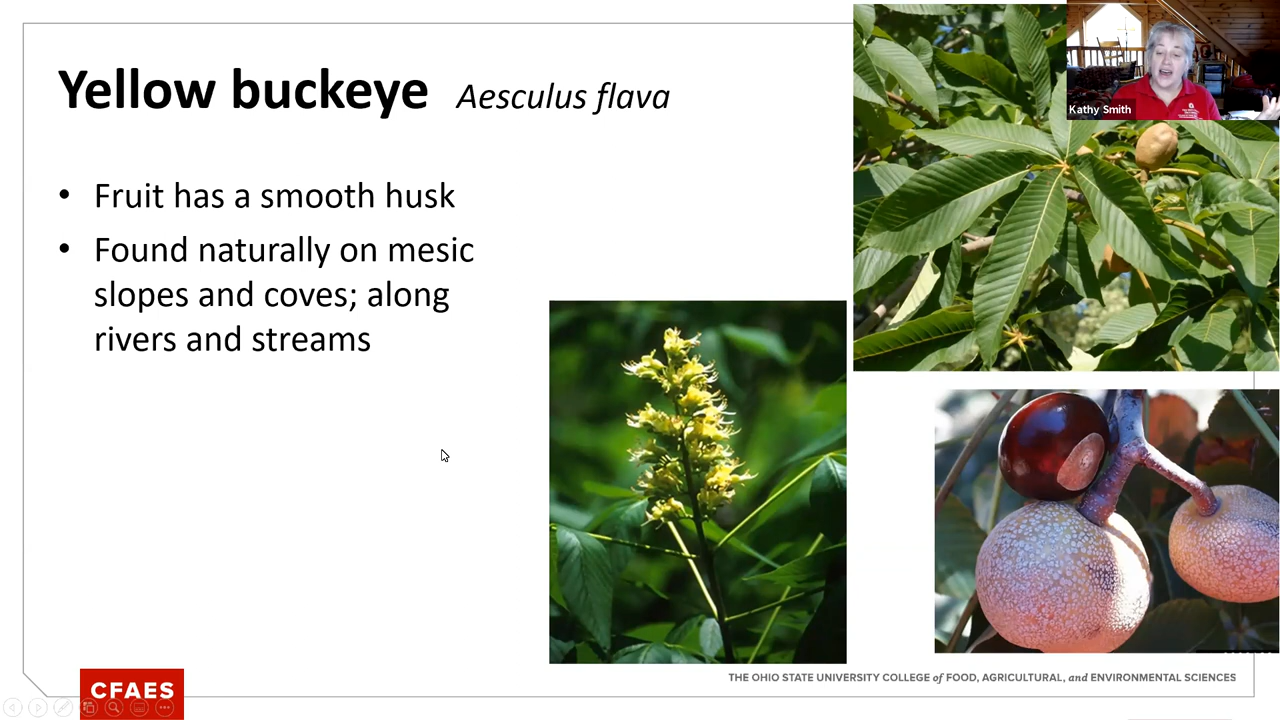 Yellow buckeye Aesculus flava
Kathy Smith
• Fruit has a smooth husk
• Found naturally on mesic
slopes and coves; along
rivers and streams
THE OHIO STATE UNIVERSITY COLLEGE of FOOD, AGRICULTURAL, and ENVIRONMENTAL SCIENCES
CFAES